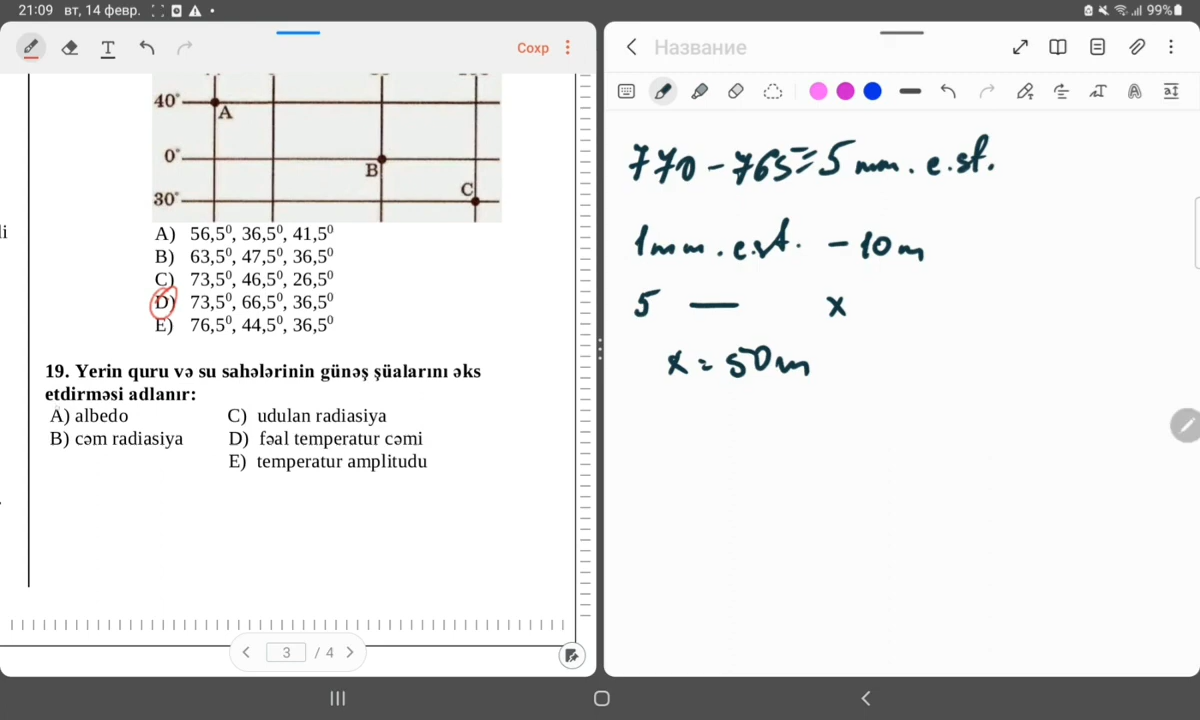 21:09 вт, 14 февр.
99%
Сохр
Название
40°
A
0°
B
30°
C
A) 56,5⁰, 36,5⁰, 41,5⁰
B) 63,5⁰, 47,5⁰, 36,5⁰
C) 73,5⁰, 46,5⁰, 26,5⁰
D) 73,5⁰, 66,5⁰, 36,5⁰
E) 76,5⁰, 44,5⁰, 36,5⁰
19. Yerin quru və su sahələrinin günəş şüalarını əks
etdirməsi adlanır:
A) albedo
B) cəm radiasiya
C) udulan radiasiya
D) fəal temperatur cəmi
E) temperatur amplitudu
3 / 4
770 - 765 = 5 mm. c. st.
1 mm. c. st. - 10 m
5 — x
x = 50 m